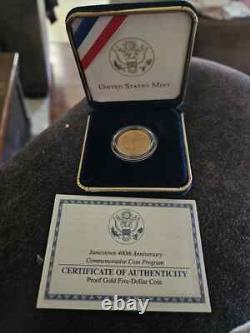 UNITED STATES MINT
Jamestown 400th Anniversary
Commemorative Coin Program
CERTIFICATE OF AUTHENTICITY
Proof Gold Five-Dollar Coin